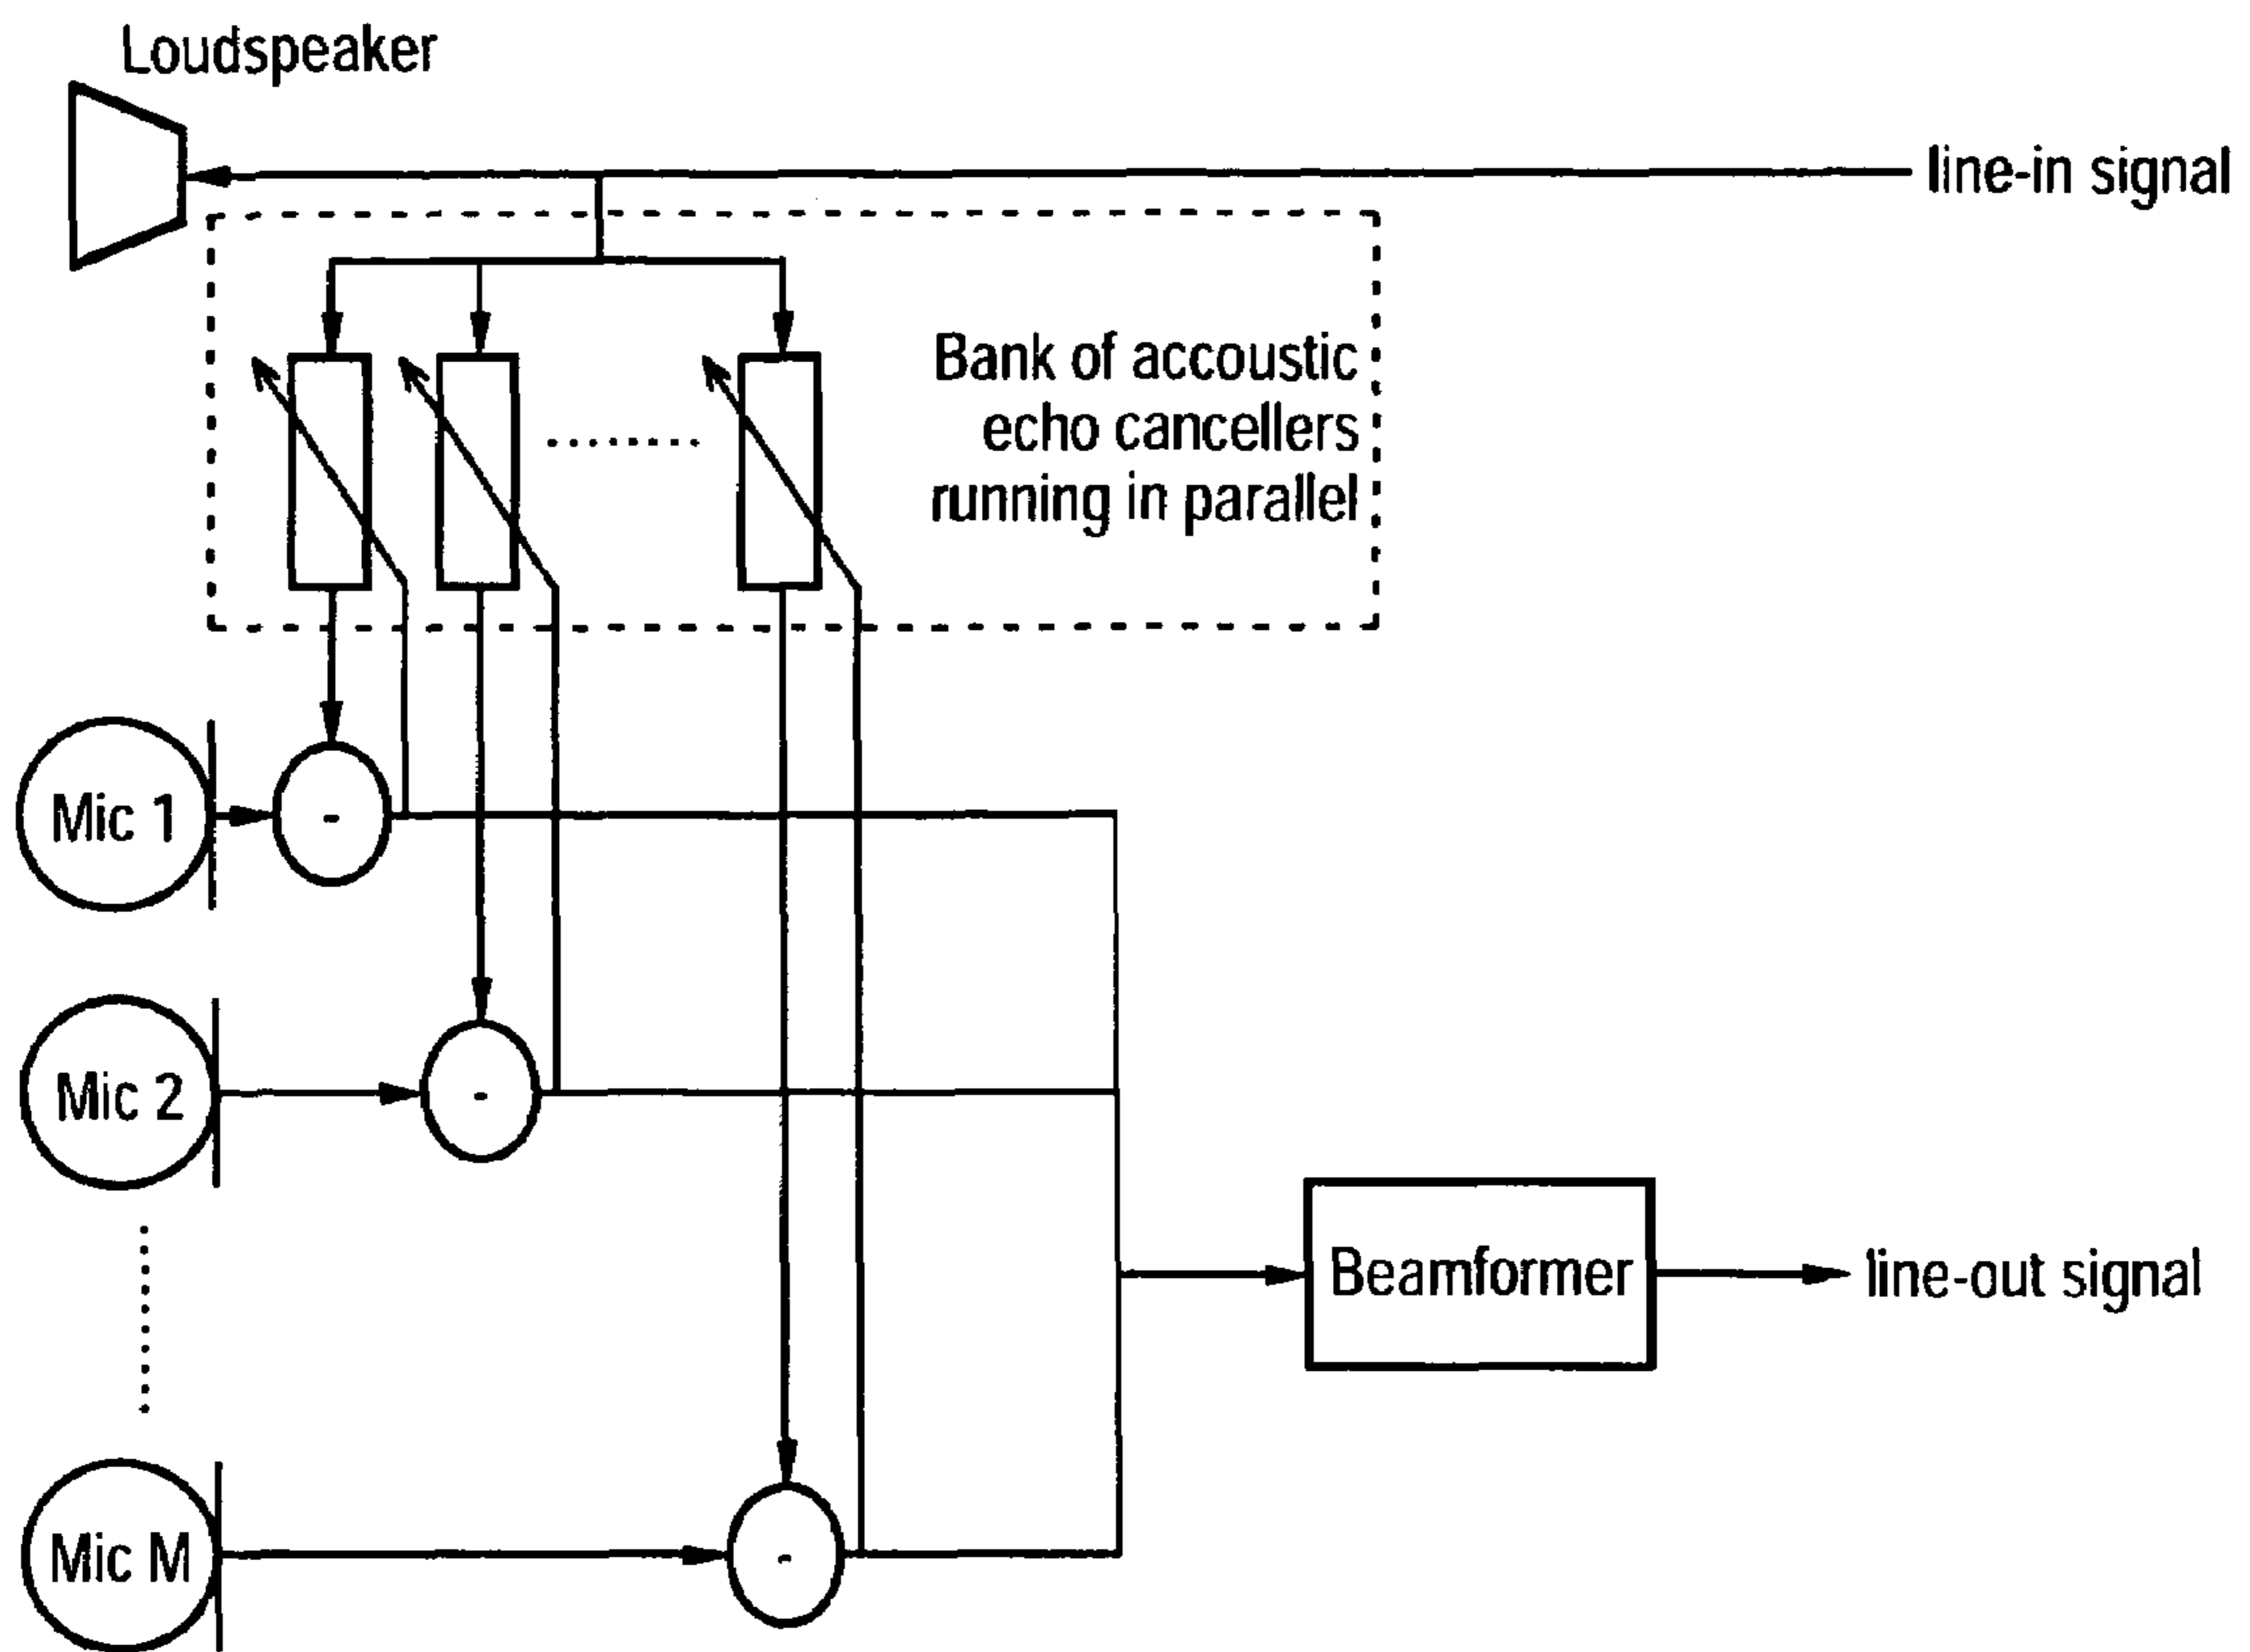 Loudspeaker
line-in signal
Bank of accoustic
echo cancellers
running in parallel
Mic 1
-
Mic 2
-
Beamformer
line-out signal
Mic M
-